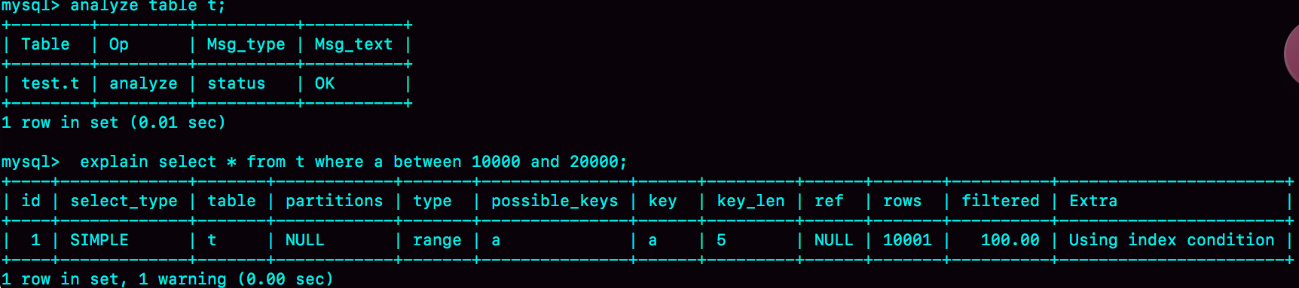 mysql> analyze table t;
+--------+---------+----------+----------+
| Table  | Op      | Msg_type | Msg_text |
+--------+---------+----------+----------+
| test.t | analyze | status   | OK       |
+--------+---------+----------+----------+
1 row in set (0.01 sec)
mysql>  explain select * from t where a between 10000 and 20000;
+----+-------------+-------+------------+-------+---------------+------+---------+------+-------+----------+-----------------------+
| id | select_type | table | partitions | type  | possible_keys | key  | key_len | ref  | rows  | filtered | Extra                 |
+----+-------------+-------+------------+-------+---------------+------+---------+------+-------+----------+-----------------------+
|  1 | SIMPLE      | t     | NULL       | range | a             | a    | 5       | NULL | 10001 |   100.00 | Using index condition |
+----+-------------+-------+------------+-------+---------------+------+---------+------+-------+----------+-----------------------+
1 row in set, 1 warning (0.00 sec)